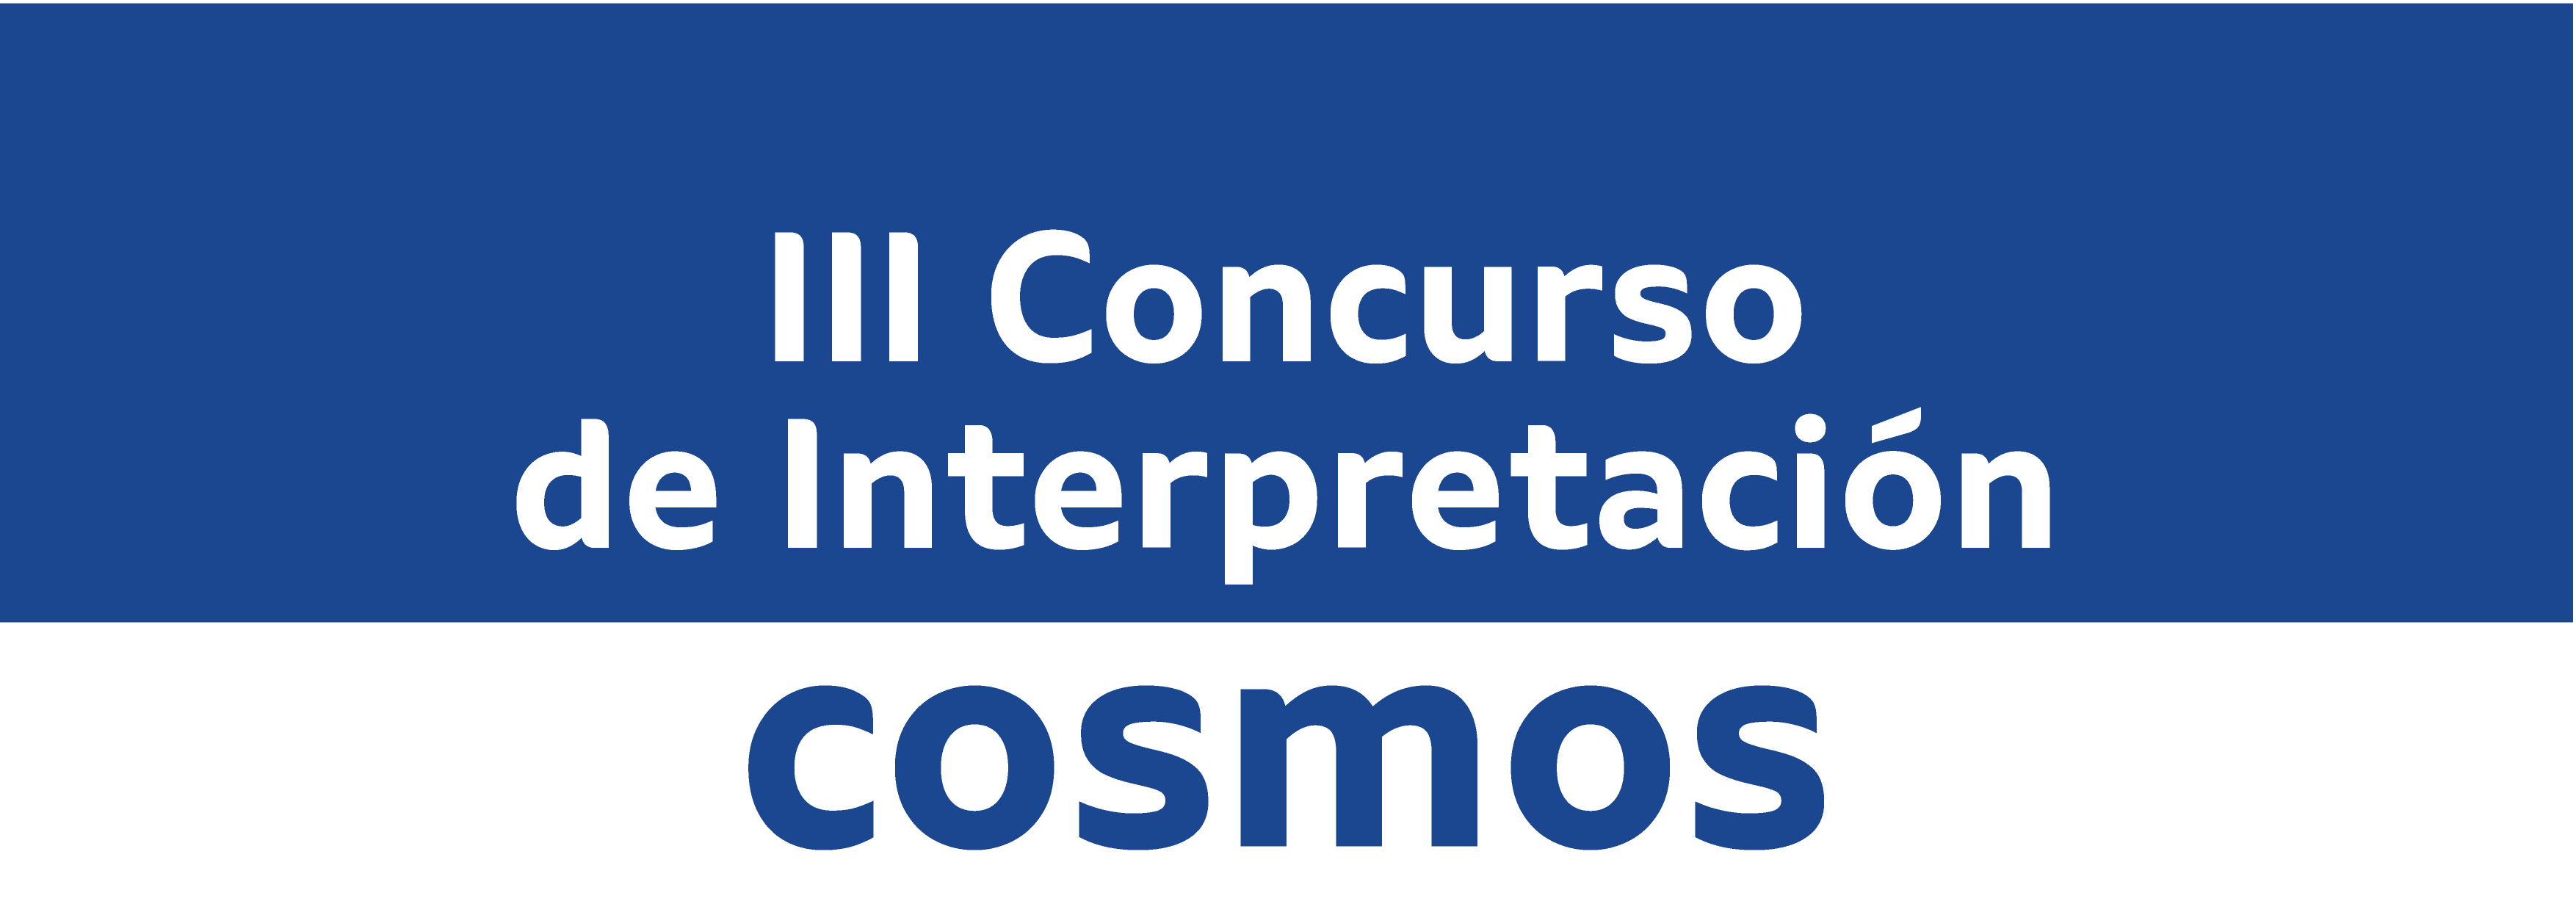 III Concurso
de Interpretación
cosmos